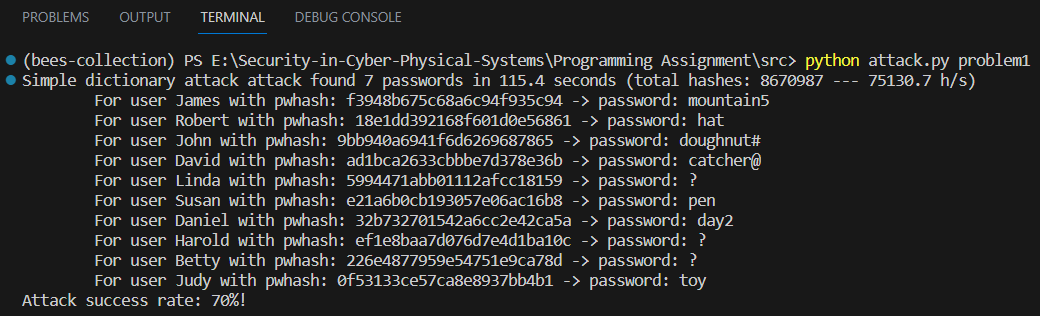 PROBLEMS OUTPUT TERMINAL DEBUG CONSOLE
(bees-collection) PS E:\Security-in-Cyber-Physical-Systems\Programming Assignment\src> python attack.py problem1
Simple dictionary attack attack found 7 passwords in 115.4 seconds (total hashes: 8670987 --- 75130.7 h/s)
For user James with pwhash: f3948b675c68a6c94f935c94 -> password: mountain5
For user Robert with pwhash: 18e1dd392168f601d0e56861 -> password: hat
For user John with pwhash: 9bb940a6941f6d6269687865 -> password: doughnut#
For user David with pwhash: ad1bca2633cbbbe7d378e36b -> password: catcher@
For user Linda with pwhash: 5994471abb01112afcc18159 -> password: ?
For user Susan with pwhash: e21a6b0cb193057e06ac16b8 -> password: pen
For user Daniel with pwhash: 32b732701542a6cc2e42ca5a -> password: day2
For user Harold with pwhash: ef1e8baa7d076d7e4d1ba10c -> password: ?
For user Betty with pwhash: 226e4877959e54751e9ca78d -> password: ?
For user Judy with pwhash: 0f53133ce57ca8e8937bb4b1 -> password: toy
Attack success rate: 70%!